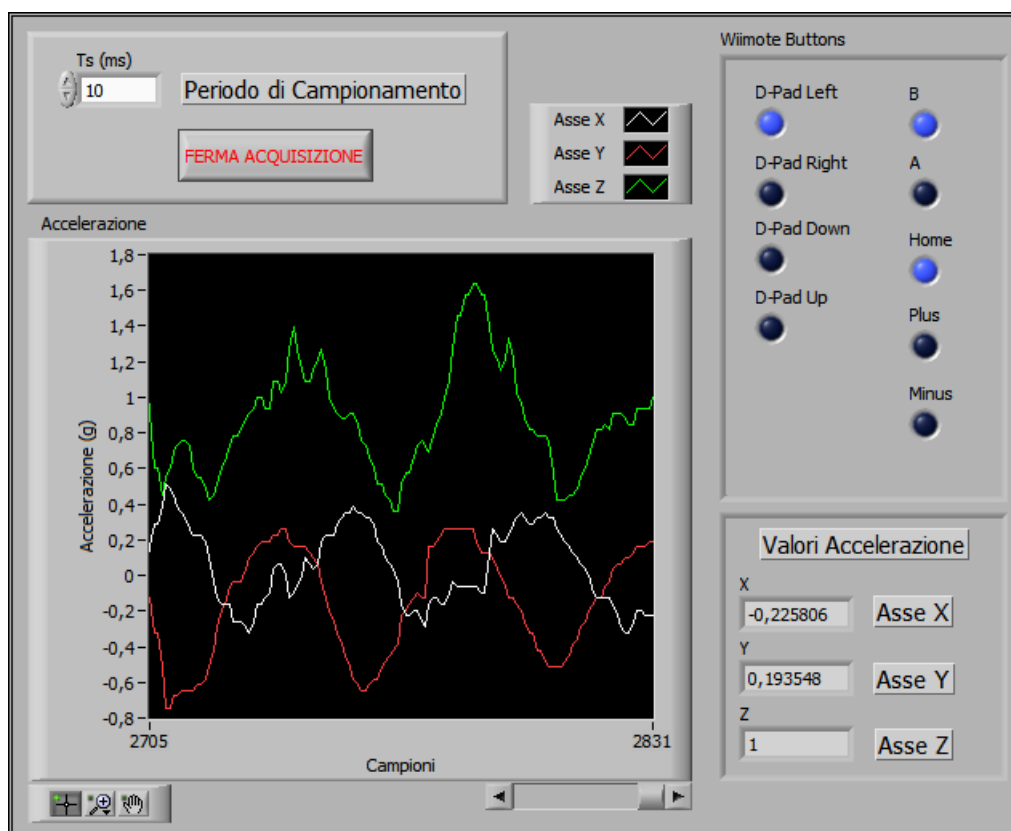 Ts (ms)
10
Periodo di Campionamento
FERMA ACQUISIZIONE
Asse X
Asse Y
Asse Z
Accelerazione
1,8
1,6
1,4
1,2
1
0,8
0,6
0,4
0,2
0
-0,2
-0,4
-0,6
-0,8
Accelerazione (g)
2705
2831
Campioni
Wiimote Buttons
D-Pad Left
B
D-Pad Right
A
D-Pad Down
Home
D-Pad Up
Plus
Minus
Valori Accelerazione
X
-0,225806
Asse X
Y
0,193548
Asse Y
Z
1
Asse Z